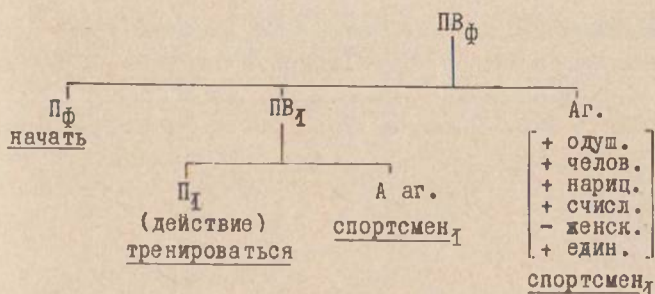 ПВф
Пф ПВ1 Аг.
начать
+ одуш.
+ челов.
+ нариц.
+ счисл.
- женск.
+ един.
П1 А аг.
(действие) спортсмен1
тренироваться
спортсмен1